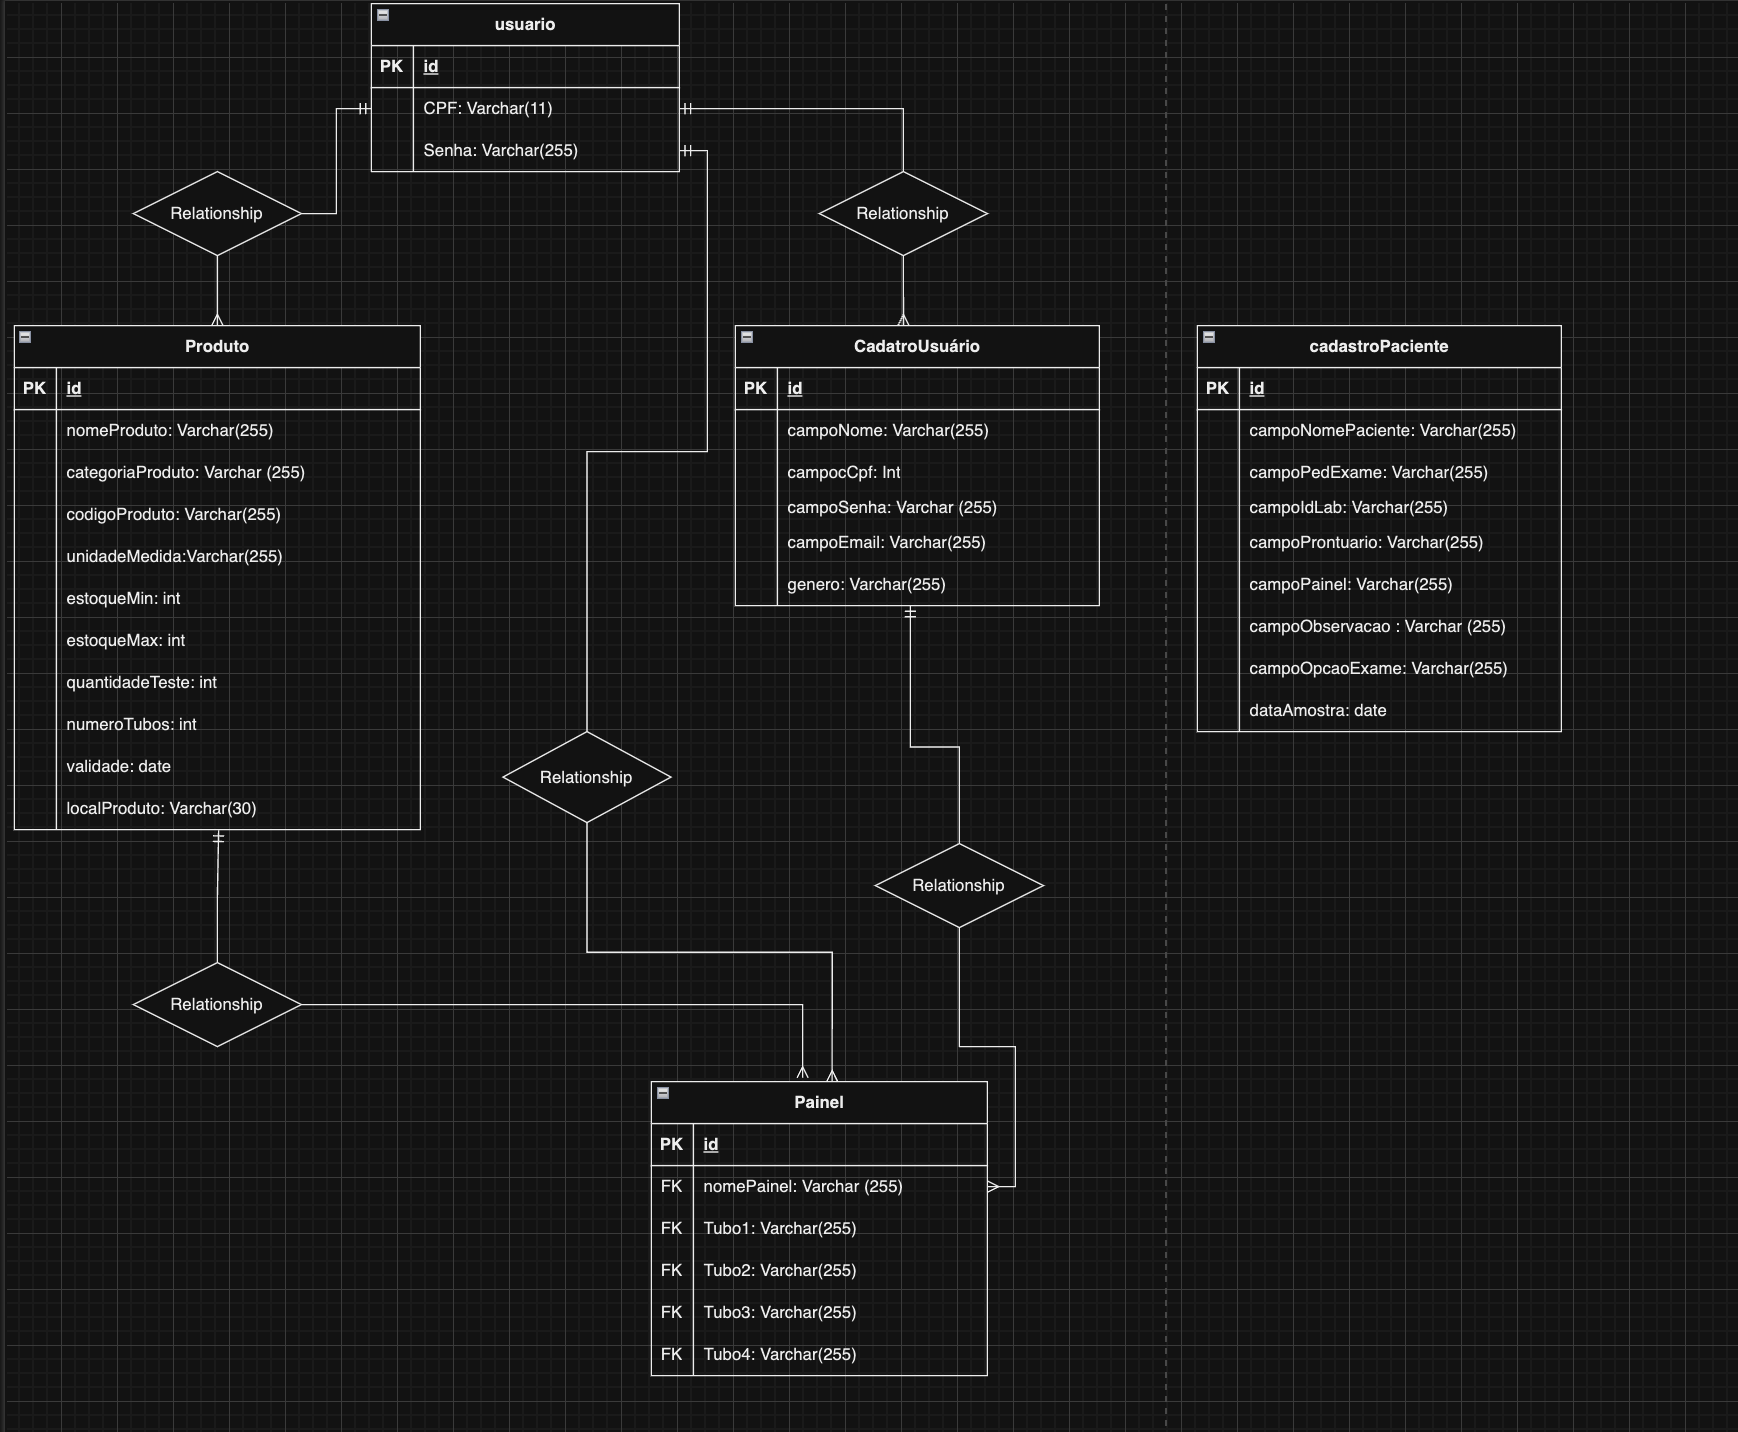 usuario
PK id
CPF: Varchar(11)
Senha: Varchar(255)
Relationship
Relationship
Produto
PK id
nomeProduto: Varchar(255)
categoriaProduto: Varchar (255)
codigoProduto: Varchar(255)
unidadeMedida:Varchar(255)
estoqueMin: int
estoqueMax: int
quantidadeTeste: int
numeroTubos: int
validade: date
localProduto: Varchar(30)
CadatroUsuário
PK id
campoNome: Varchar(255)
campocCpf: Int
campoSenha: Varchar (255)
campoEmail: Varchar(255)
genero: Varchar(255)
cadastroPaciente
PK id
campoNomePaciente: Varchar(255)
campoPedExame: Varchar(255)
campoIdLab: Varchar(255)
campoProntuario: Varchar(255)
campoPainel: Varchar(255)
campoObservacao : Varchar (255)
campoOpcaoExame: Varchar(255)
dataAmostra: date
Relationship
Relationship
Relationship
Painel
PK id
FK nomePainel: Varchar (255)
FK Tubo1: Varchar(255)
FK Tubo2: Varchar(255)
FK Tubo3: Varchar(255)
FK Tubo4: Varchar(255)